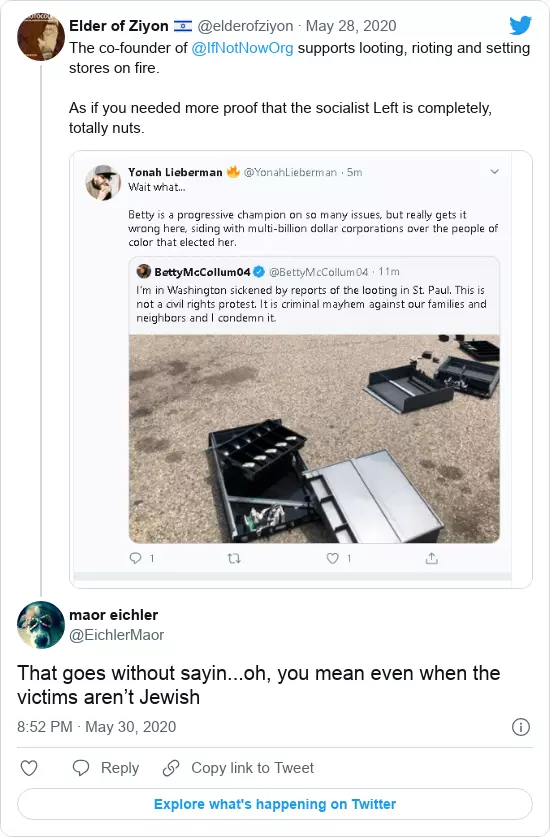 Elder of Ziyon 🇮🇱 @elderofziyon · May 28, 2020
The co-founder of @IfNotNowOrg supports looting, rioting and setting
stores on fire.
As if you needed more proof that the socialist Left is completely,
totally nuts.
Yonah Lieberman 🔥 @YonahLieberman · 5m
Wait what...
Betty is a progressive champion on so many issues, but really gets it
wrong here, siding with multi-billion dollar corporations over the people of
color that elected her.
BettyMcCollum04 @BettyMcCollum04 · 11m
I'm in Washington sickened by reports of the looting in St. Paul. This is
not a civil rights protest. It is criminal mayhem against our families and
neighbors and I condemn it.
1 1
maor eichler
@EichlerMaor
That goes without sayin...oh, you mean even when the
victims aren’t Jewish
8:52 PM · May 30, 2020
Reply Copy link to Tweet
Explore what's happening on Twitter